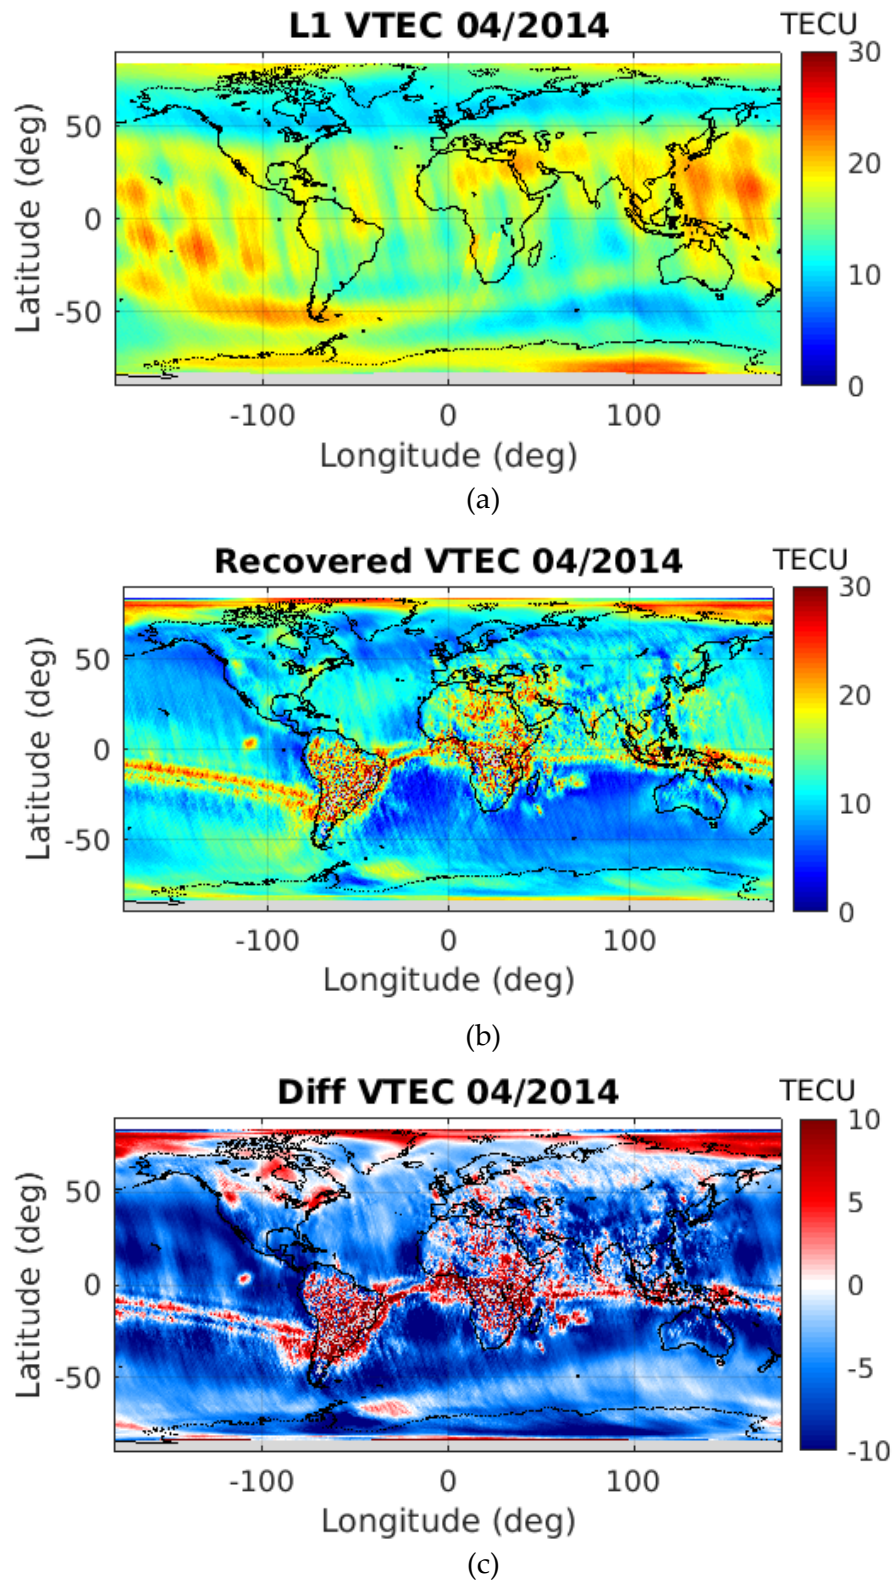 L1 VTEC 04/2014 TECU
30
20
10
0
Latitude (deg)
50
0
-50
-100 0 100
Longitude (deg)
(a)
Recovered VTEC 04/2014 TECU
30
20
10
0
Latitude (deg)
50
0
-50
-100 0 100
Longitude (deg)
(b)
Diff VTEC 04/2014 TECU
10
5
0
-5
-10
Latitude (deg)
50
0
-50
-100 0 100
Longitude (deg)
(c)